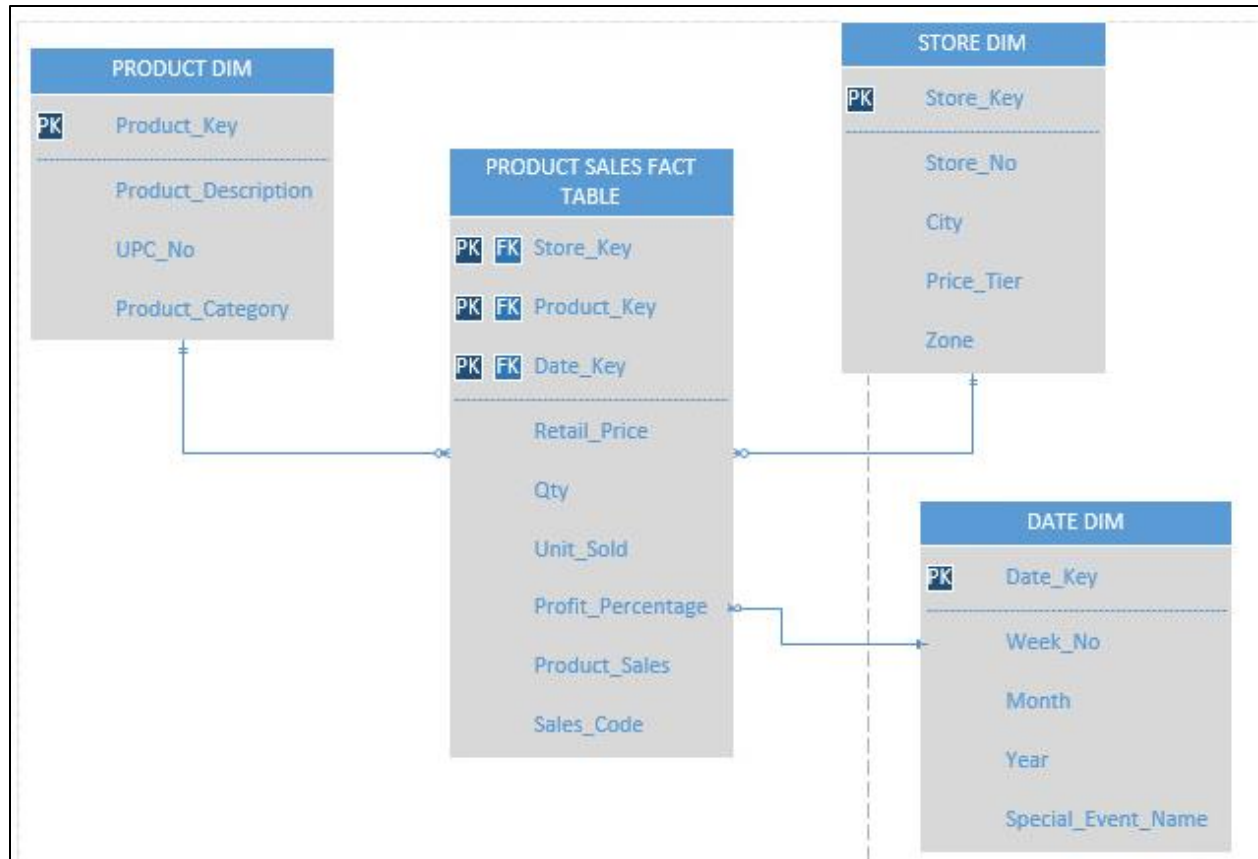 PRODUCT DIM
PK Product_Key
Product_Description
UPC_No
Product_Category
PRODUCT SALES FACT
TABLE
PK FK Store_Key
PK FK Product_Key
PK FK Date_Key
Retail_Price
Qty
Unit_Sold
Profit_Percentage
Product_Sales
Sales_Code
STORE DIM
PK Store_Key
Store_No
City
Price_Tier
Zone
DATE DIM
PK Date_Key
Week_No
Month
Year
Special_Event_Name